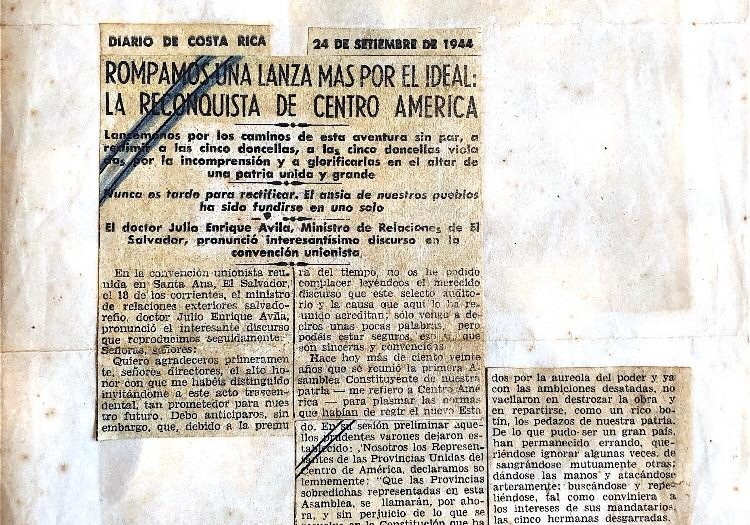 DIARIO DE COSTA RICA
24 DE SETIEMBRE DE 1944
ROMPAMOS UNA LANZA MAS POR EL IDEAL:
LA RECONQUISTA DE CENTRO AMERICA
Lancémonos por los caminos de esta aventura sin par, a
redimir a las cinco doncellas, a las cinco doncellas viola
das por la incomprensión y a glorificarlas en el altar de
una patria unida y grande
Nunca es tarde para rectificar. El ansia de nuestros pueblos
ha sido fundirse en uno solo
El doctor Julio Enrique Avila, Ministro de Relaciones de El
Salvador, pronunció interesantísimo discurso en la
convención unionista
En la convención unionista reu
nida en Santa Ana, El Salvador,
el 18 de los corrientes, el ministro
de relaciones exteriores salvado-
reño, doctor Julio Enrique Avila,
pronunció el interesante discurso
que reproducimos seguidamente:
Señoras, señores:
Quiero agradeceros primeramen
te, señores directores, el alto ho
nor con que me habéis distinguido
invitándome a este acto trascen-
dental, tan prometedor para nues
tro futuro. Debo anticiparos, sin
embargo, que, debido a la premu
ra del tiempo, no os he podido
complacer leyéndoos el merecido
discurso que este selecto audito-
rio y la causa que aquí lo ha re-
unido acreditan; sólo vengo a de-
ciros unas pocas palabras, pero
podéis estar seguros, eso sí, que
son sinceras y convencidas.
Hace hoy más de ciento veinte
años que se reunió la primera A-
samblea Constituyente de nuestra
patria — me refiero a Centro Amé
rica — para plasmar las normas
que habían de regir el nuevo Esta
do. En su sesión preliminar aque-
llos prudentes varones dejaron es-
tablecido: "Nosotros los Represen-
tantes de las Provincias Unidas del
Centro de América, declaramos so
lemnemente: "Que las Provincias
sobredichas representadas en esta
Asamblea, se llamarán, por aho-
ra, y sin perjuicio de lo que se
resuelva en la Constitución que ha
dos por la aureola del poder y ya
con las ambiciones desatadas, no
vacilaron en destrozar la obra y
en repartirse, como un rico bo-
tín, los pedazos de nuestra patria.
De lo que pudo ser un gran país,
han permanecido errando, que-
riéndose ignorar algunas veces, de
sangrándose mutuamente otras;
dándose las manos y atacándose
arteramente; buscándose y repe-
liéndose, tal como conviniera a
los intereses de sus mandatarios,
las cinco hermanas desgarradas.